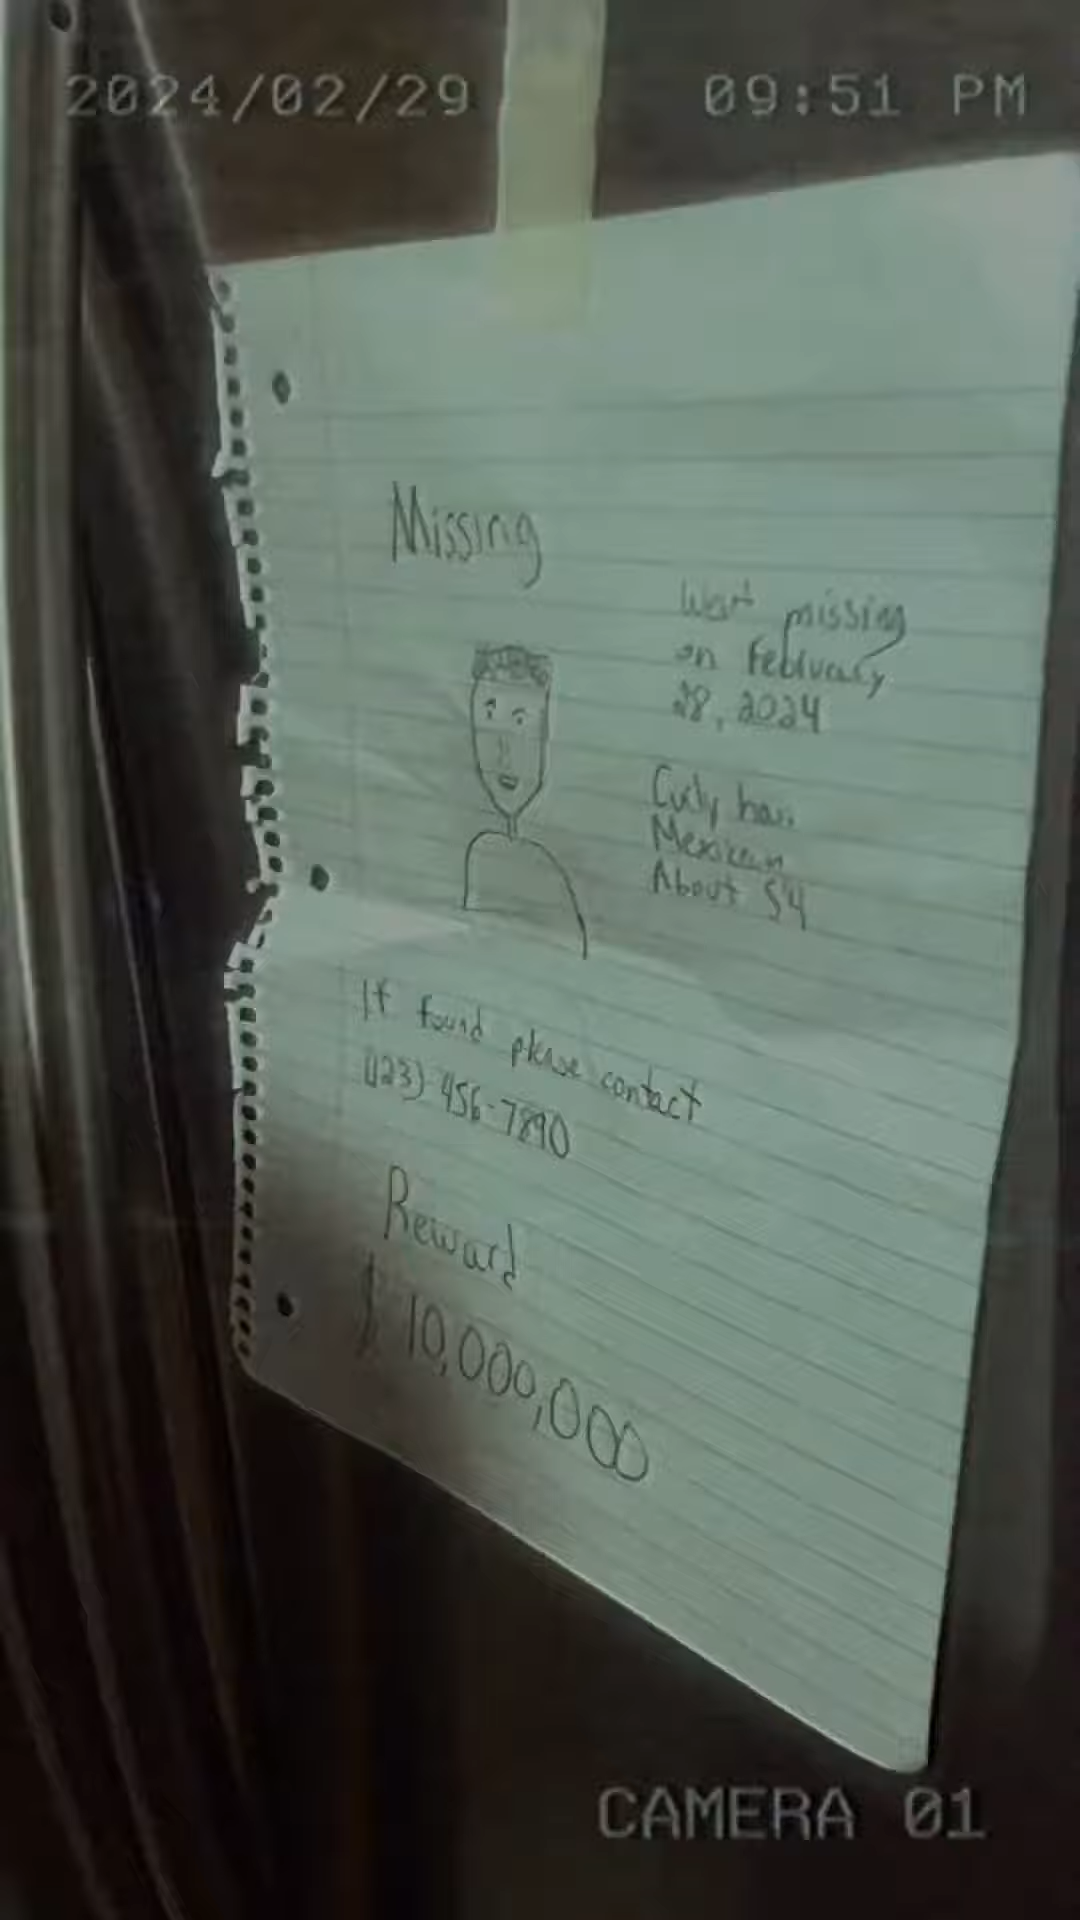 2024/02/29 09:51 PM
Missing
Went missing
on February
28, 2024
Curly hair
Mexican
About 5'4
If found please contact
(123) 456-7890
Reward
$ 10,000,000
CAMERA 01